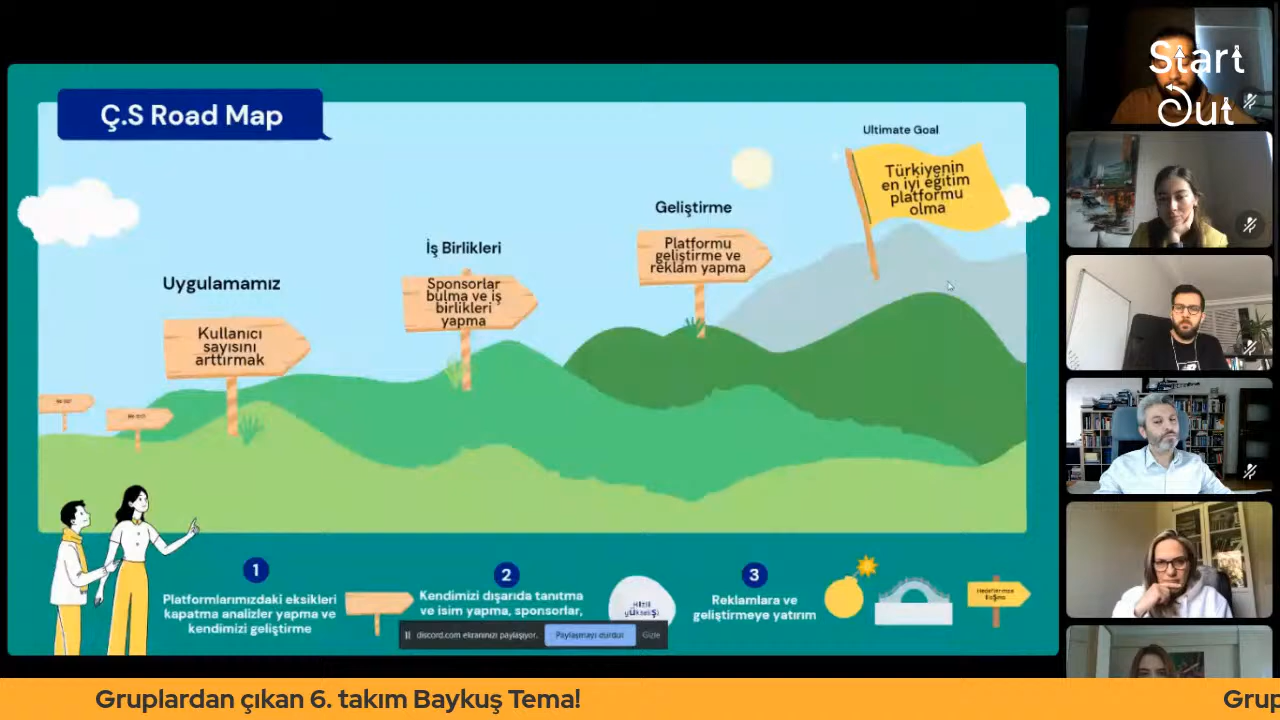 Start
Out
Ç.S Road Map
Ultimate Goal
Türkiyenin
en iyi eğitim
platformu
olma
Geliştirme
Platformu
geliştirme ve
reklam yapma
İş Birlikleri
Sponsorlar
bulma ve iş
birlikleri
yapma
Uygulamamız
Kullanıcı
sayısını
arttırmak
1
Platformlarımızdaki eksikleri
kapatma analizler yapma ve
kendimizi geliştirme
2
Kendimizi dışarıda tanıtma
ve isim yapma, sponsorlar,
3
Reklamlara ve
geliştirmeye yatırım
discord.com ekranınızı paylaşıyor.
Paylaşmayı durdur
Gizle
Gruplardan çıkan 6. takım Baykuş Tema!
Grup